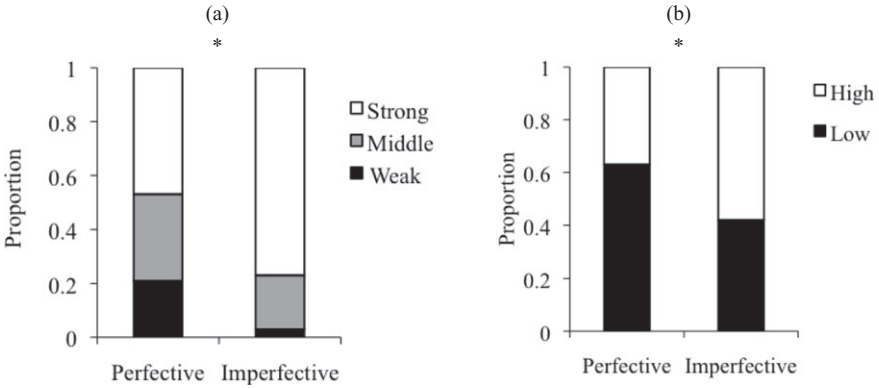 (a)
*
Proportion
1
0.8
0.6
0.4
0.2
0
Perfective Imperfective
Strong
Middle
Weak
(b)
*
Proportion
1
0.8
0.6
0.4
0.2
0
Perfective Imperfective
High
Low